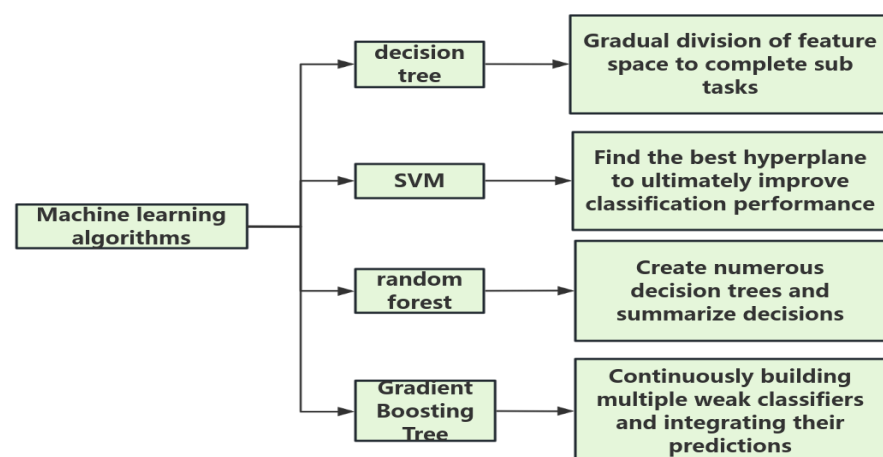 Machine learning
algorithms
decision
tree
Gradual division of feature
space to complete sub
tasks
SVM
Find the best hyperplane
to ultimately improve
classification performance
random
forest
Create numerous
decision trees and
summarize decisions
Gradient
Boosting
Tree
Continuously building
multiple weak classifiers
and integrating their
predictions